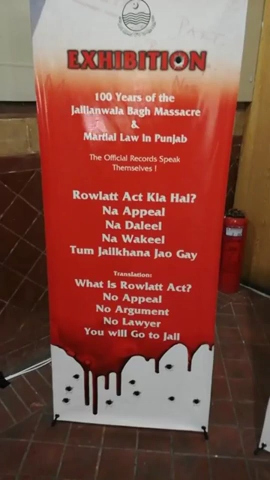 EXHIBITION
100 Years of the
Jallianwala Bagh Massacre
&
Martial Law in Punjab
The Official Records Speak
Themselves !
Rowlatt Act Kia Hai?
Na Appeal
Na Daleel
Na Wakeel
Tum Jailkhana Jao Gay
Translation:
What is Rowlatt Act?
No Appeal
No Argument
No Lawyer
You will Go to Jail